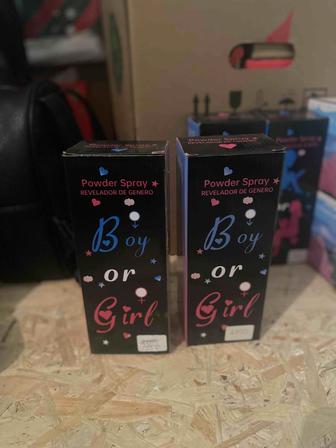 Powder Spray
REVELADOR DE GENERO
Boy
or
Girl
Powder Spray
REVELADOR DE GENERO
Boy
or
Girl